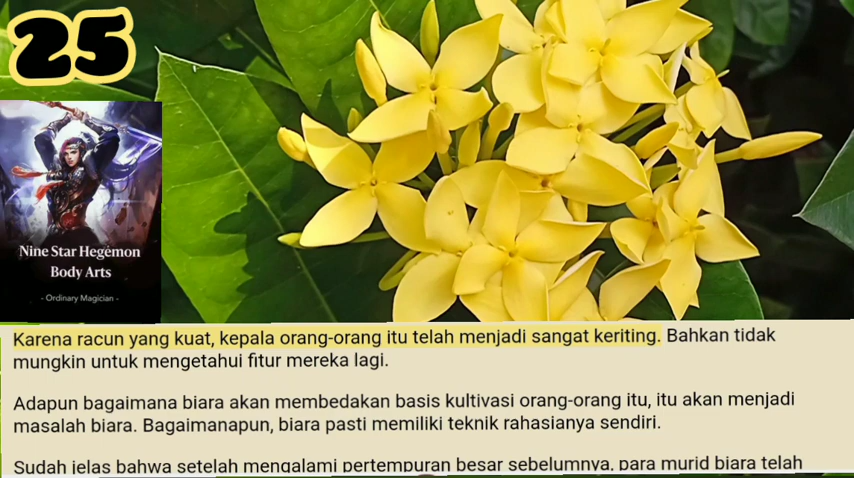 25
Nine Star Hegemon
Body Arts
- Ordinary Magician -
Karena racun yang kuat, kepala orang-orang itu telah menjadi sangat keriting. Bahkan tidak
mungkin untuk mengetahui fitur mereka lagi.
Adapun bagaimana biara akan membedakan basis kultivasi orang-orang itu, itu akan menjadi
masalah biara. Bagaimanapun, biara pasti memiliki teknik rahasianya sendiri.
Sudah jelas bahwa setelah mengalami pertempuran besar sebelumnya, para murid biara telah